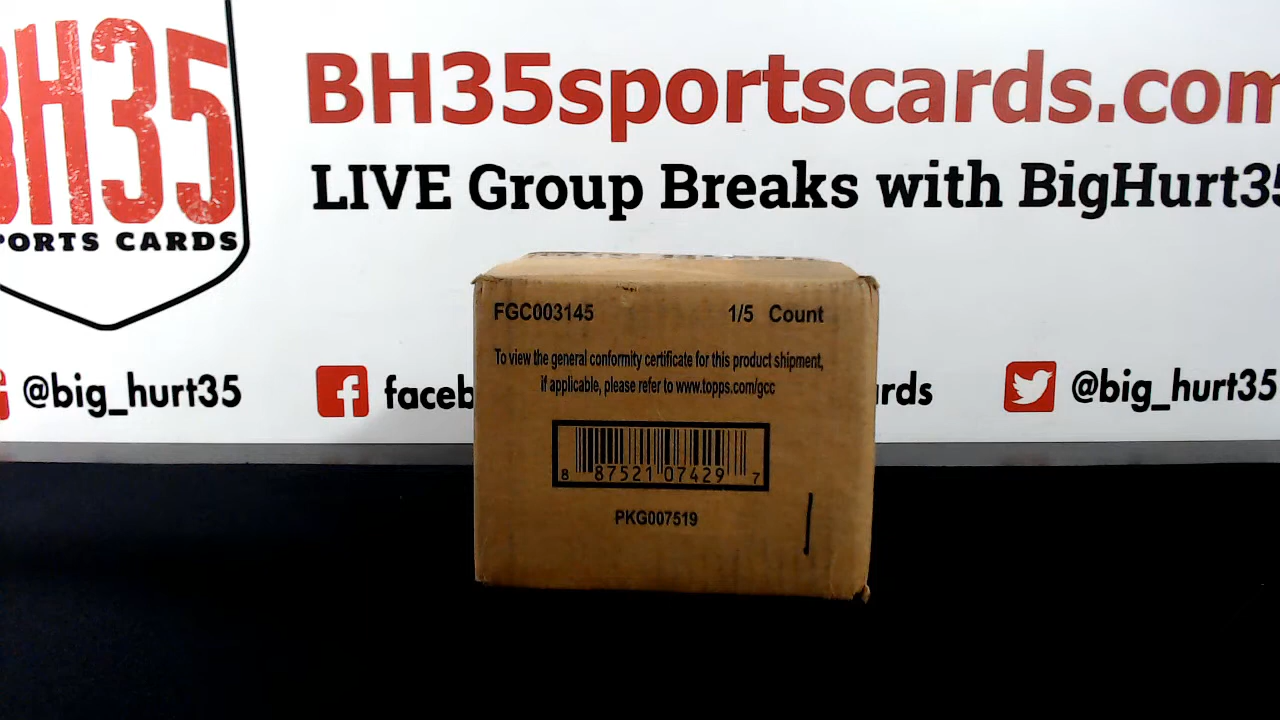 BH35
SPORTS CARDS
BH35sportscards.com
LIVE Group Breaks with BigHurt35
@big_hurt35
faceb
ards
@big_hurt35
FGC003145
1/5 Count
To view the general conformity certificate for this product shipment,
if applicable, please refer to www.topps.com/gcc
8 87521 07429 7
PKG007519